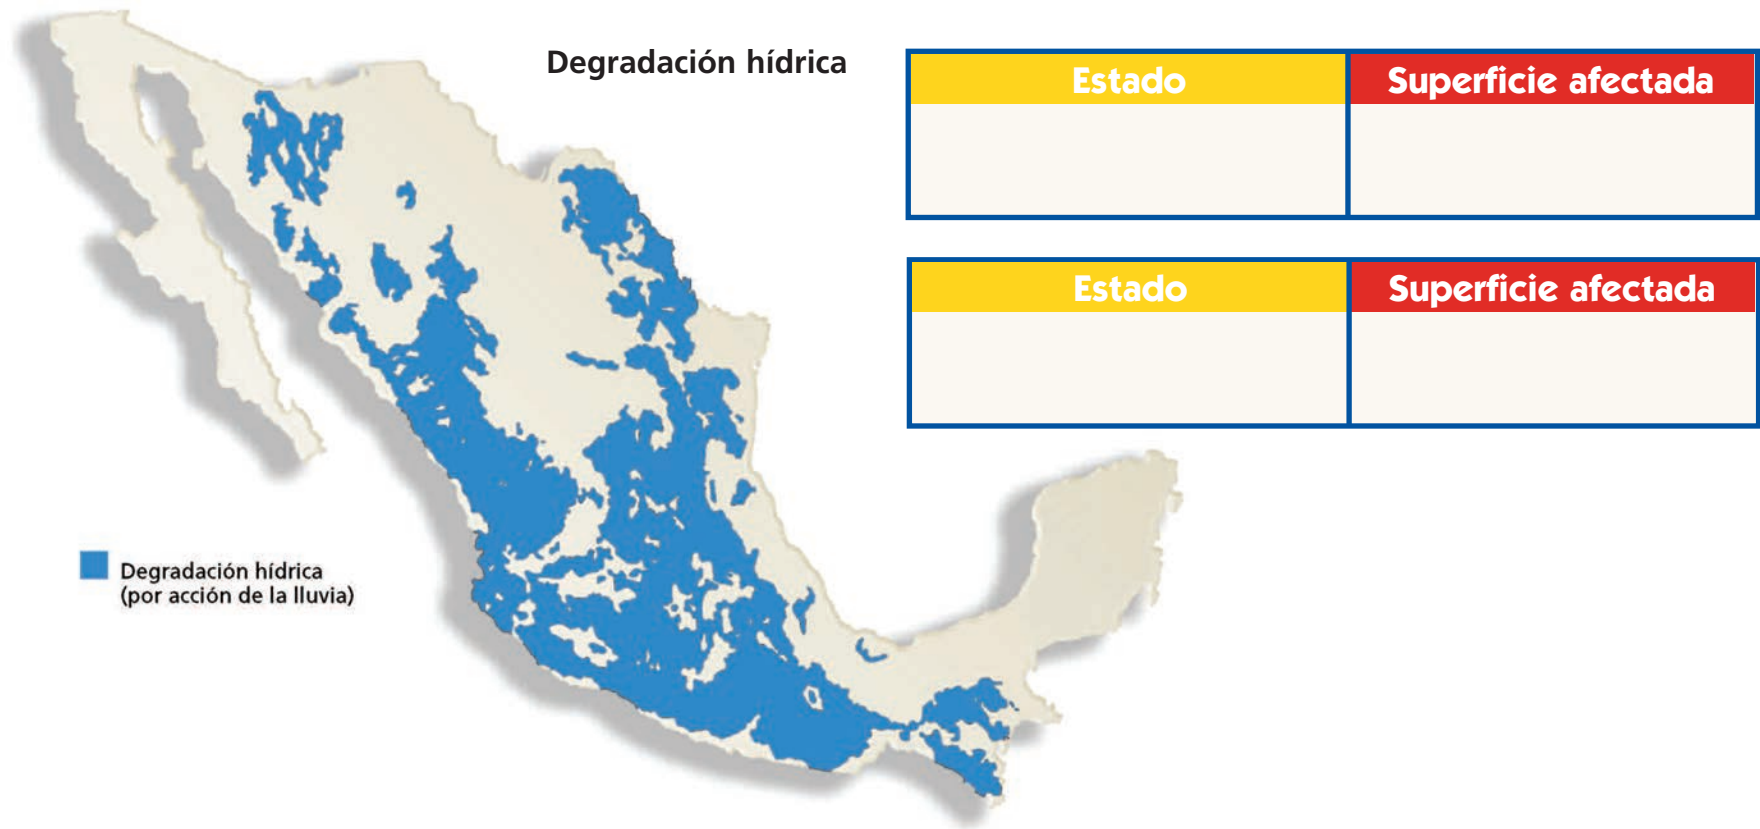 Degradación hídrica
Estado
Superficie afectada
Estado
Superficie afectada
Degradación hídrica
(por acción de la lluvia)